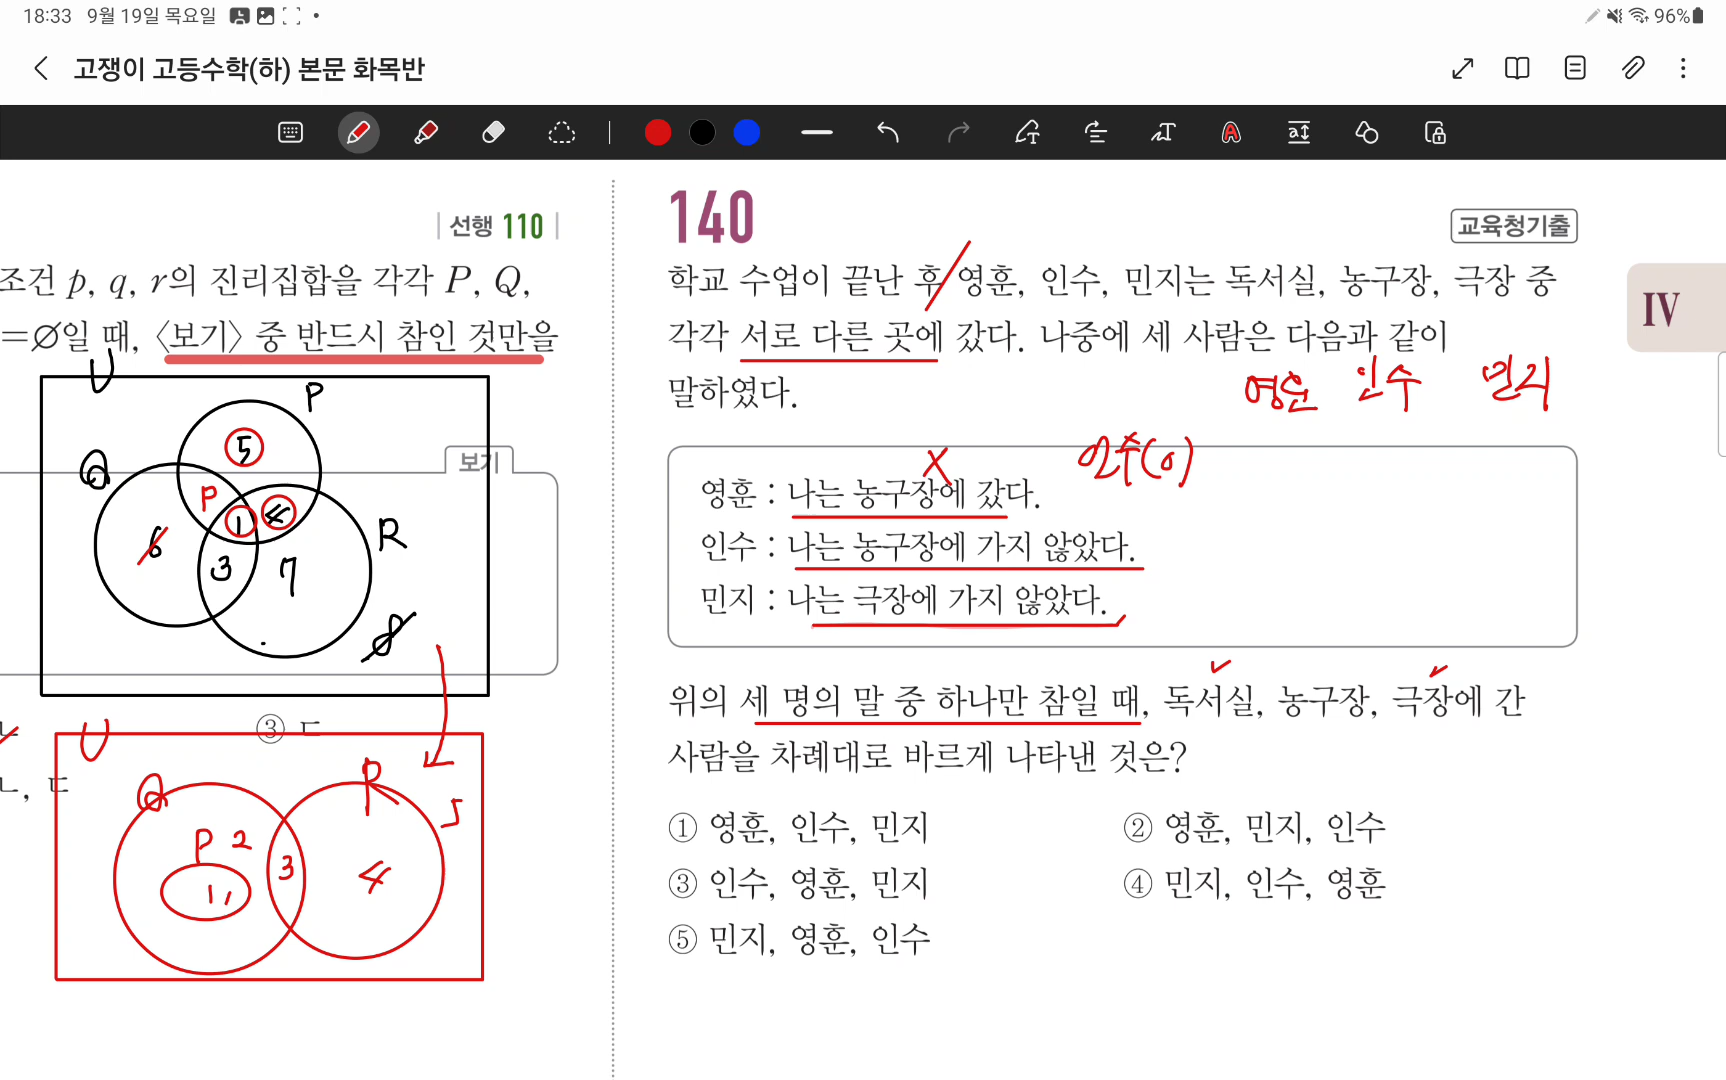 18:33 9월 19일 목요일
96%
고쟁이 고등수학(하) 본문 화목반
선행 110
조건 p, q, r의 진리집합을 각각 P, Q,
=∅일 때, 〈보기〉 중 반드시 참인 것만을
보기
U
P
Q
R
5
P
1
4
6
3
7
8
ㄴ
③ ㄷ
ㄴ, ㄷ
U
Q
R
P 2
3
4
5
1
140
교육청기출
학교 수업이 끝난 후 영훈, 인수, 민지는 독서실, 농구장, 극장 중
각각 서로 다른 곳에 갔다. 나중에 세 사람은 다음과 같이
말하였다.
영훈 인수 민지
X
인수(o)
영훈 : 나는 농구장에 갔다.
인수 : 나는 농구장에 가지 않았다.
민지 : 나는 극장에 가지 않았다.
위의 세 명의 말 중 하나만 참일 때, 독서실, 농구장, 극장에 간
사람을 차례대로 바르게 나타낸 것은?
① 영훈, 인수, 민지
② 영훈, 민지, 인수
③ 인수, 영훈, 민지
④ 민지, 인수, 영훈
⑤ 민지, 영훈, 인수
IV